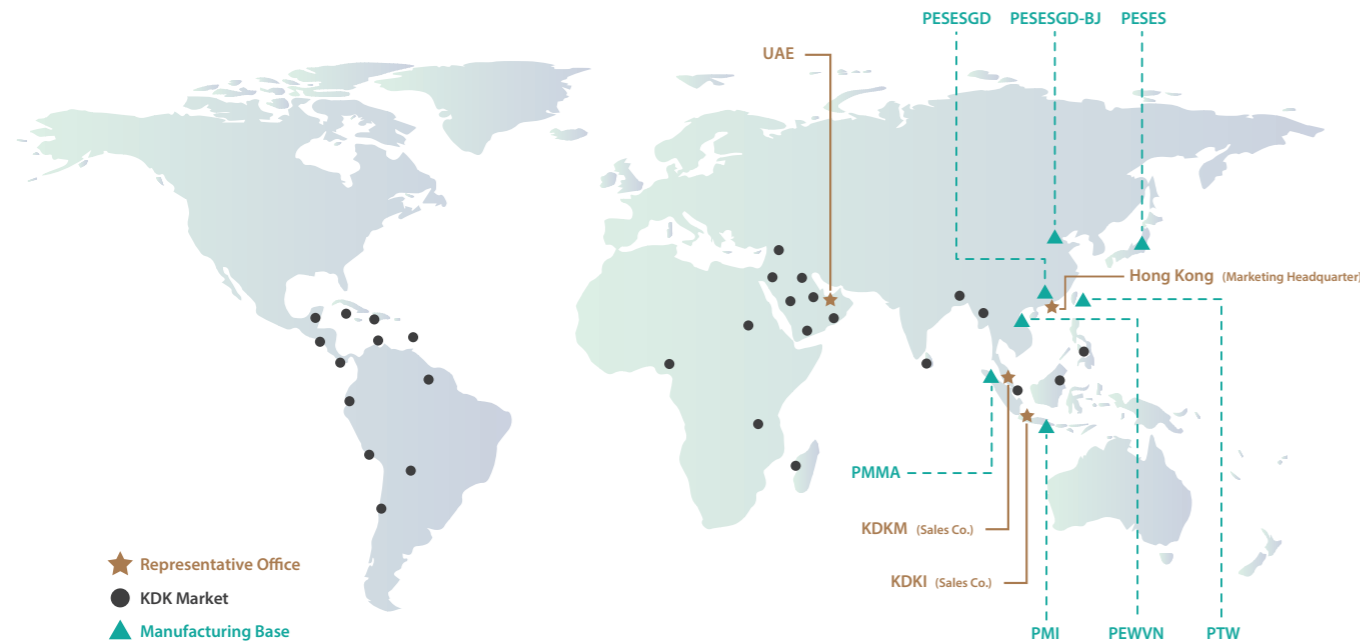 PESESGD
PESESGD-BJ
PESES
UAE
Hong Kong (Marketing Headquarter)
PMMA
KDKM (Sales Co.)
KDKI (Sales Co.)
Representative Office
KDK Market
Manufacturing Base
PMI
PEWVN
PTW